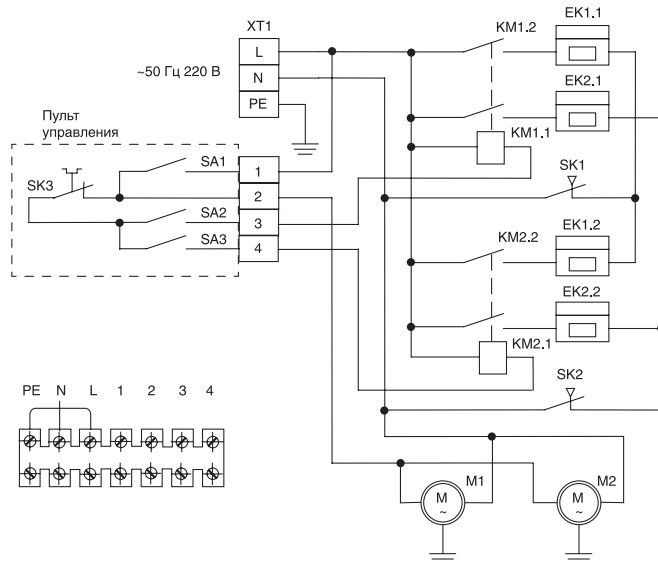 XT1
L
N
PE
~50 Гц 220 В
KM1.2
EK1.1
EK2.1
KM1.1
Пульт
управления
SA1
SK3
SA2
SA3
1
2
3
4
SK1
KM2.2
EK1.2
EK2.2
KM2.1
SK2
PE N L 1 2 3 4
M1
M
~
M2
M
~